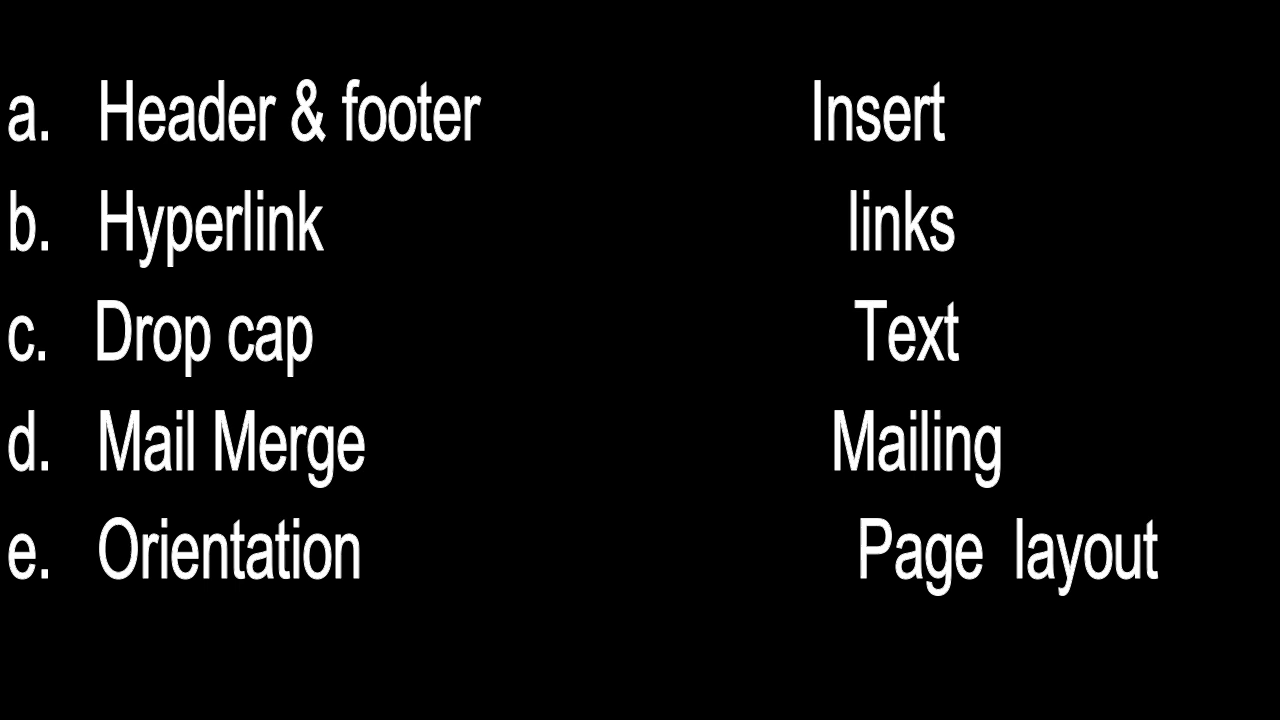 a. Header & footer Insert
b. Hyperlink links
c. Drop cap Text
d. Mail Merge Mailing
e. Orientation Page layout